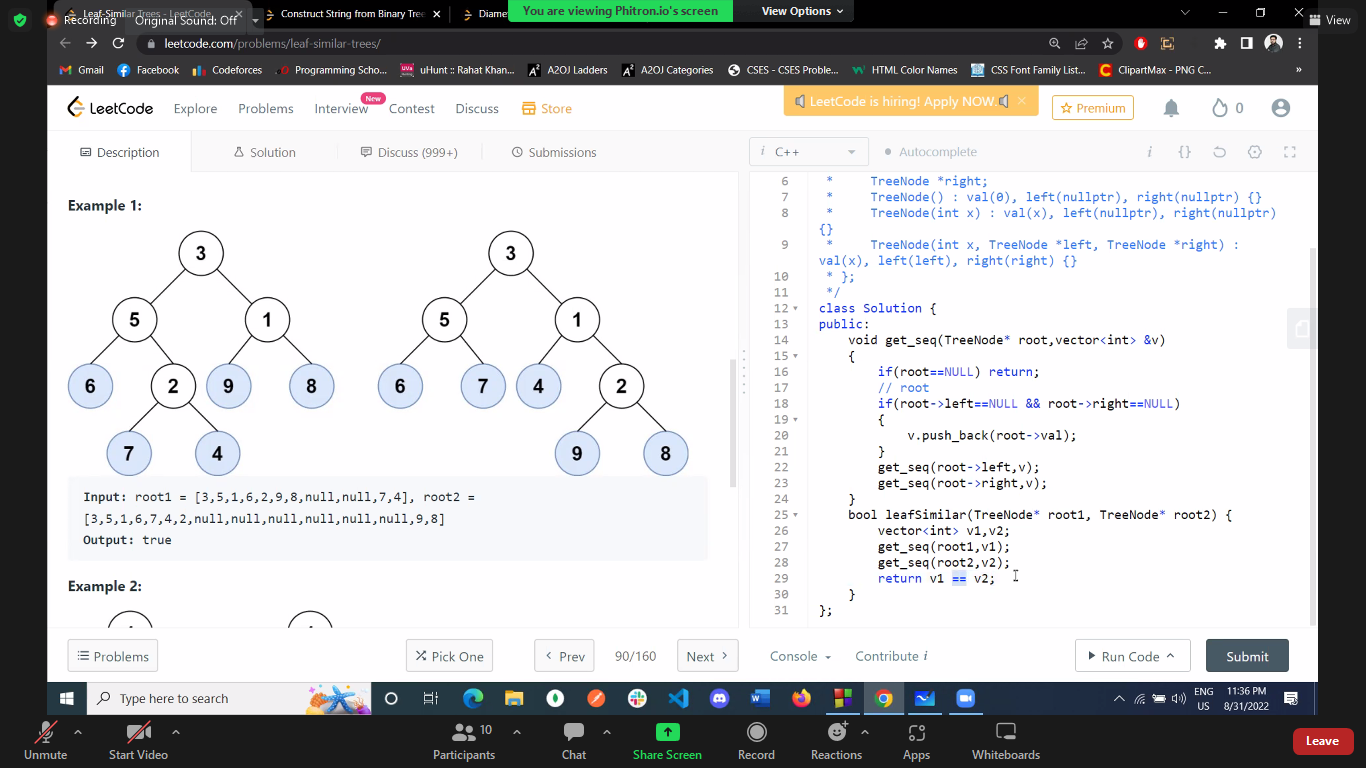 Leaf-Similar Trees - LeetCode
Recording
Original Sound: Off
Construct String from Binary Tree
Diame
You are viewing Phitron.io's screen
View Options
View
leetcode.com/problems/leaf-similar-trees/
Gmail Facebook Codeforces Programming Scho... uHunt :: Rahat Khan... A2OJ Ladders A2OJ Categories CSES - CSES Proble... HTML Color Names CSS Font Family List... ClipartMax - PNG C... »
LeetCode Explore Problems Interview New Contest Discuss Store
LeetCode is hiring! Apply NOW.
Premium 0
Description Solution Discuss (999+) Submissions
i C++ Autocomplete i {}
Example 1:
3
5 1
6 2 9 8
7 4
3
5 1
6 7 4 2
9 8
Input: root1 = [3,5,1,6,2,9,8,null,null,7,4], root2 =
[3,5,1,6,7,4,2,null,null,null,null,null,null,9,8]
Output: true
Example 2:
6 * TreeNode *right;
7 * TreeNode() : val(0), left(nullptr), right(nullptr) {}
8 * TreeNode(int x) : val(x), left(nullptr), right(nullptr)
{}
9 * TreeNode(int x, TreeNode *left, TreeNode *right) :
val(x), left(left), right(right) {}
10 * };
11 */
12 class Solution {
13 public:
14 void get_seq(TreeNode* root,vector<int> &v)
15 {
16 if(root==NULL) return;
17 // root
18 if(root->left==NULL && root->right==NULL)
19 {
20 v.push_back(root->val);
21 }
22 get_seq(root->left,v);
23 get_seq(root->right,v);
24 }
25 bool leafSimilar(TreeNode* root1, TreeNode* root2) {
26 vector<int> v1,v2;
27 get_seq(root1,v1);
28 get_seq(root2,v2);
29 return v1 == v2;
30 }
31 };
Problems Pick One < Prev 90/160 Next > Console Contribute i Run Code Submit
Type here to search
ENG
US
11:36 PM
8/31/2022
Unmute Start Video Participants 10 Chat Share Screen Record Reactions Apps Whiteboards Leave